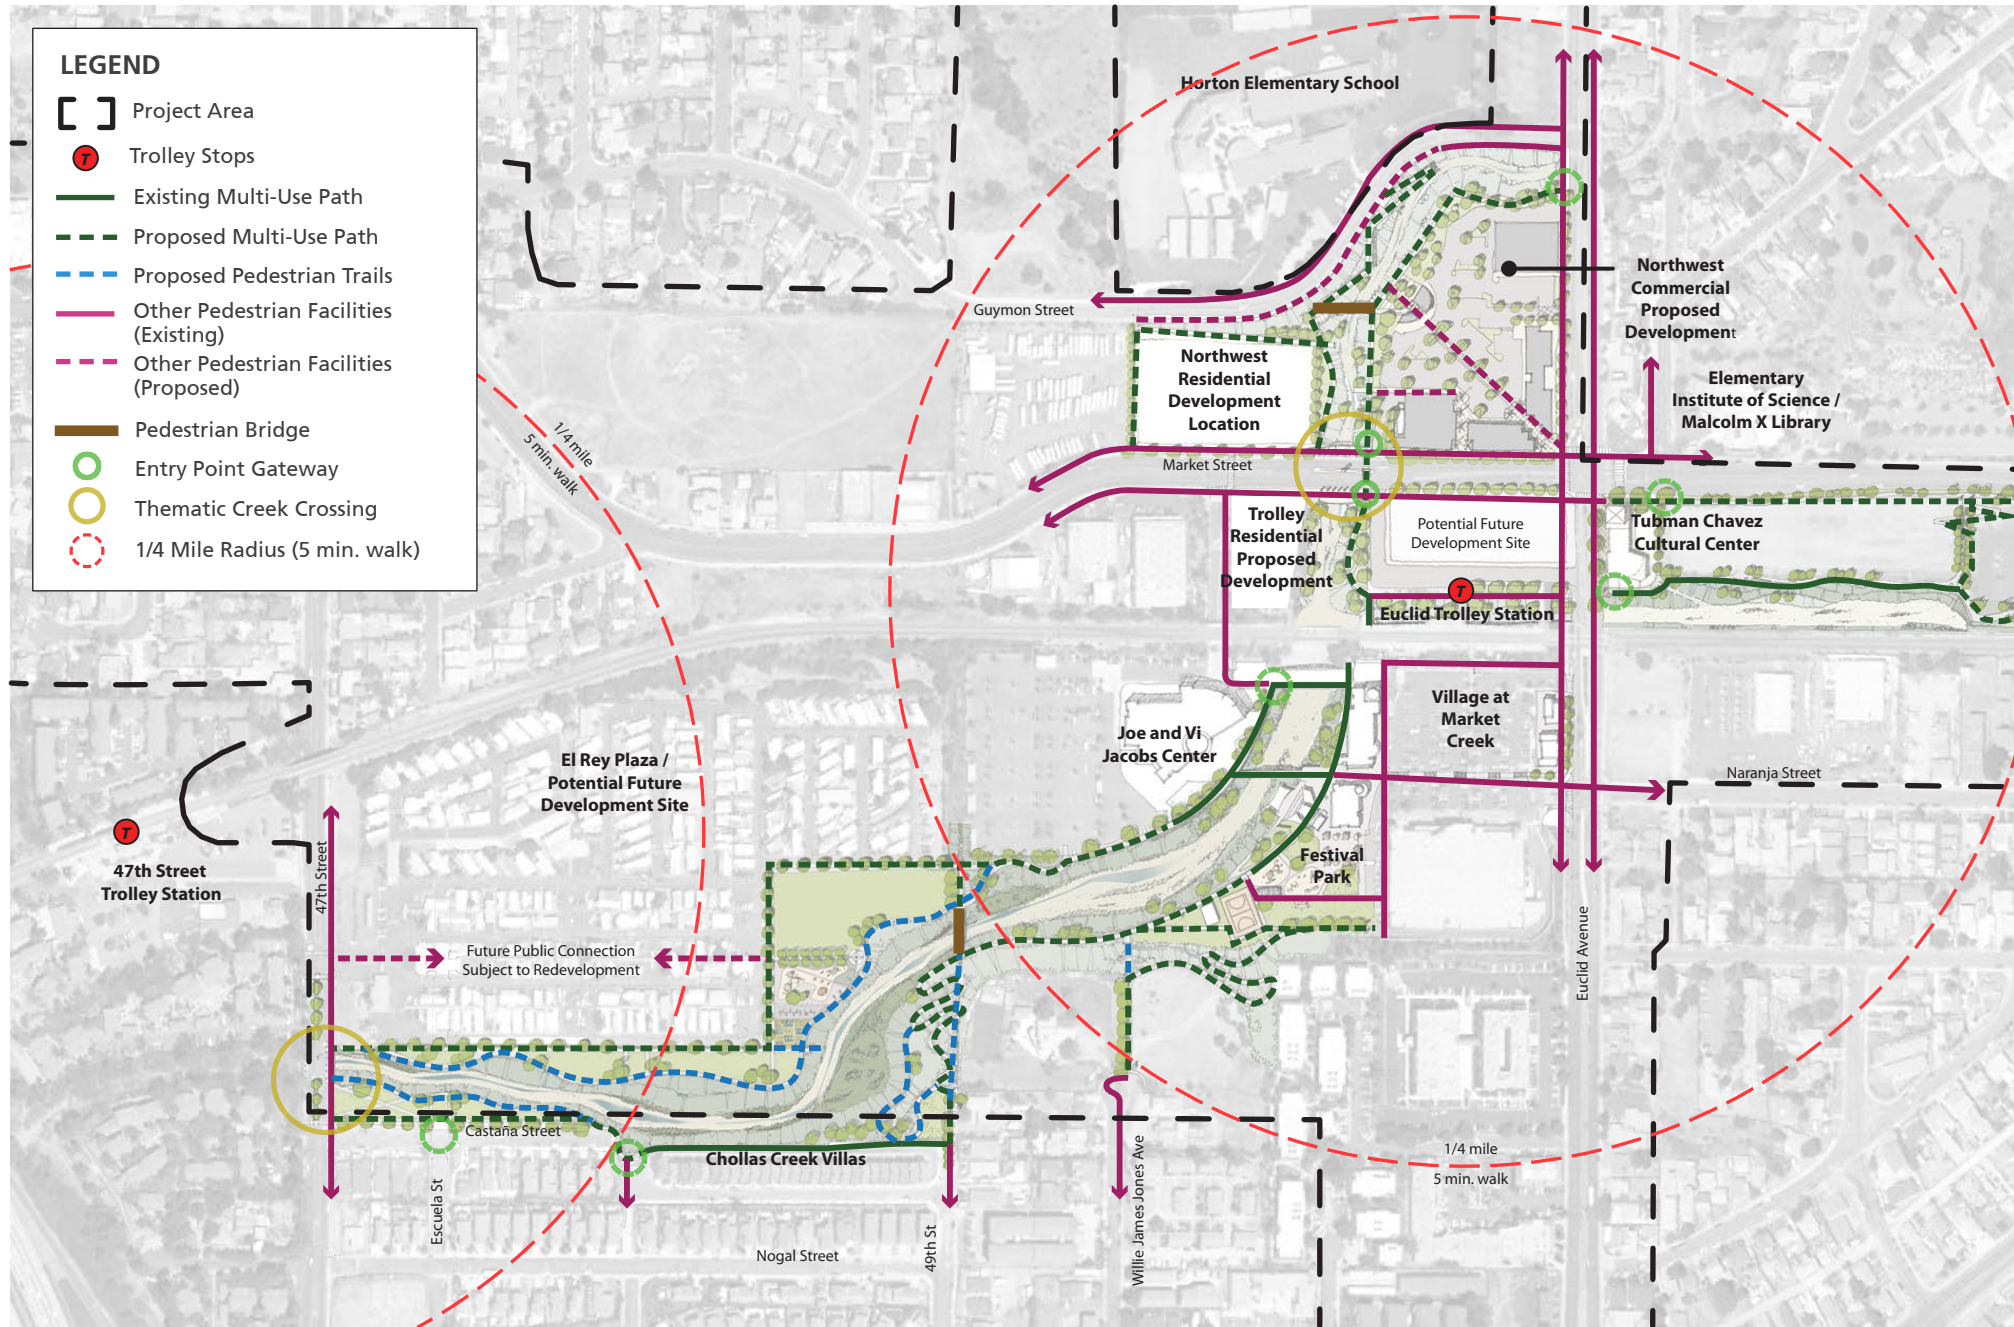 LEGEND
Project Area
T
Trolley Stops
Existing Multi-Use Path
Proposed Multi-Use Path
Proposed Pedestrian Trails
Other Pedestrian Facilities
(Existing)
Other Pedestrian Facilities
(Proposed)
Pedestrian Bridge
Entry Point Gateway
Thematic Creek Crossing
1/4 Mile Radius (5 min. walk)
Horton Elementary School
Guymon Street
Northwest
Commercial
Proposed
Development
Northwest
Residential
Development
Location
Elementary
Institute of Science /
Malcolm X Library
1/4 mile
5 min. walk
Market Street
Trolley
Residential
Proposed
Development
Potential Future
Development Site
Tubman Chavez
Cultural Center
T
Euclid Trolley Station
Village at
Market
Creek
Joe and Vi
Jacobs Center
El Rey Plaza /
Potential Future
Development Site
Naranja Street
T
47th Street
Trolley Station
47th Street
Festival
Park
Future Public Connection
Subject to Redevelopment
Euclid Avenue
Castaña Street
Chollas Creek Villas
1/4 mile
5 min. walk
Escuela St
49th St
Willie James Jones Ave
Nogal Street